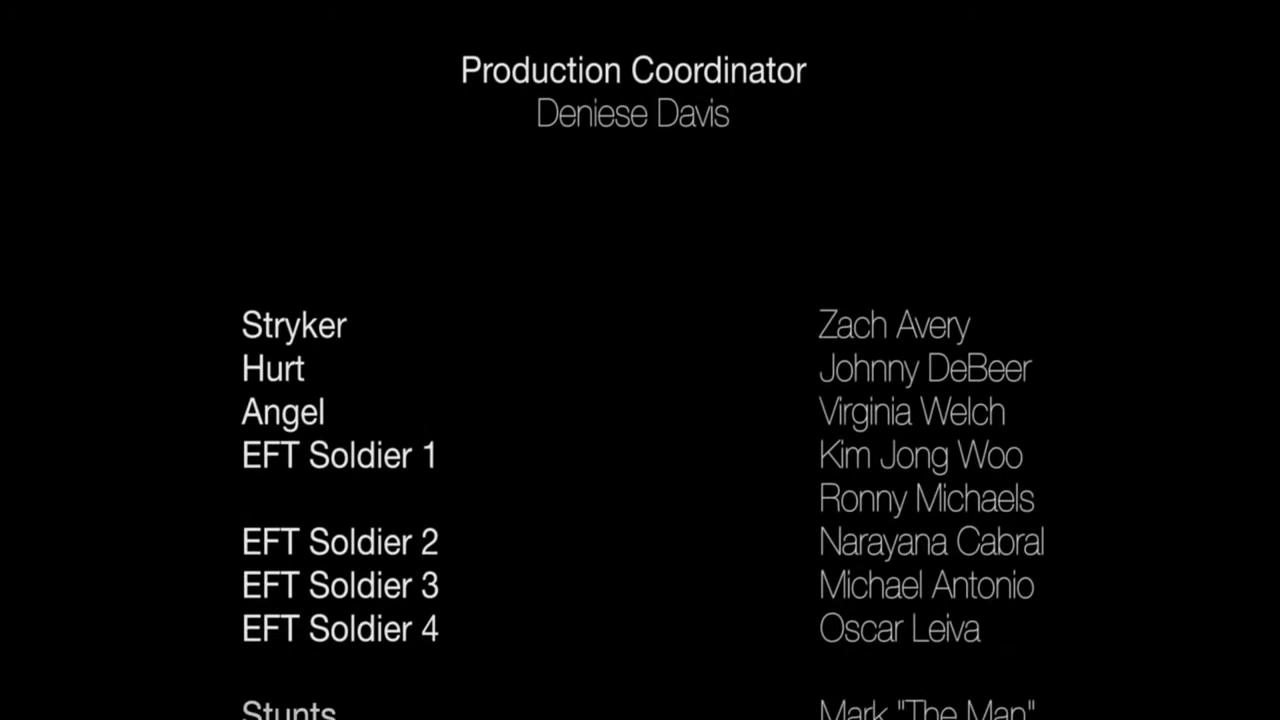 Production Coordinator
Deniese Davis
Stryker Zach Avery
Hurt Johnny DeBeer
Angel Virginia Welch
EFT Soldier 1 Kim Jong Woo
Ronny Michaels
EFT Soldier 2 Narayana Cabral
EFT Soldier 3 Michael Antonio
EFT Soldier 4 Oscar Leiva
Stunts Mark "The Man"